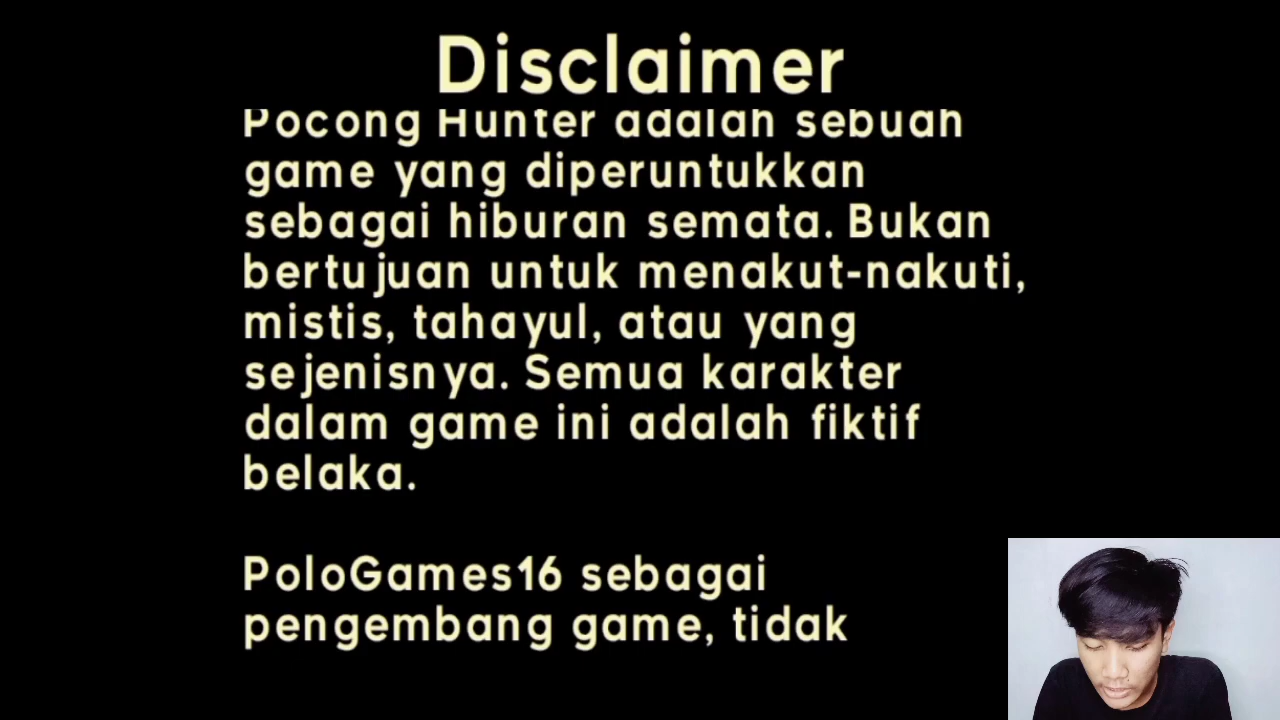 Disclaimer
Pocong Hunter adalah sebuah
game yang diperuntukkan
sebagai hiburan semata. Bukan
bertujuan untuk menakut-nakuti,
mistis, tahayul, atau yang
sejenisnya. Semua karakter
dalam game ini adalah fiktif
belaka.
PoloGames16 sebagai
pengembang game, tidak